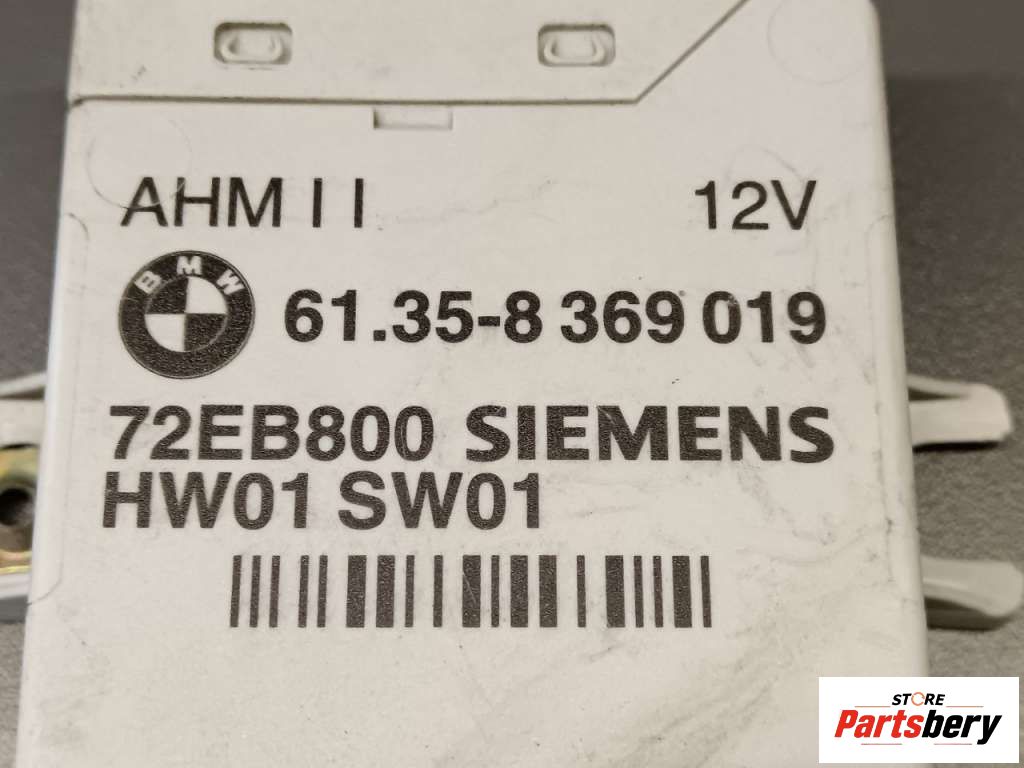 AHM I I 12V
BMW 61.35-8 369 019
72EB800 SIEMENS
HW01 SW01
STORE
Partsbery